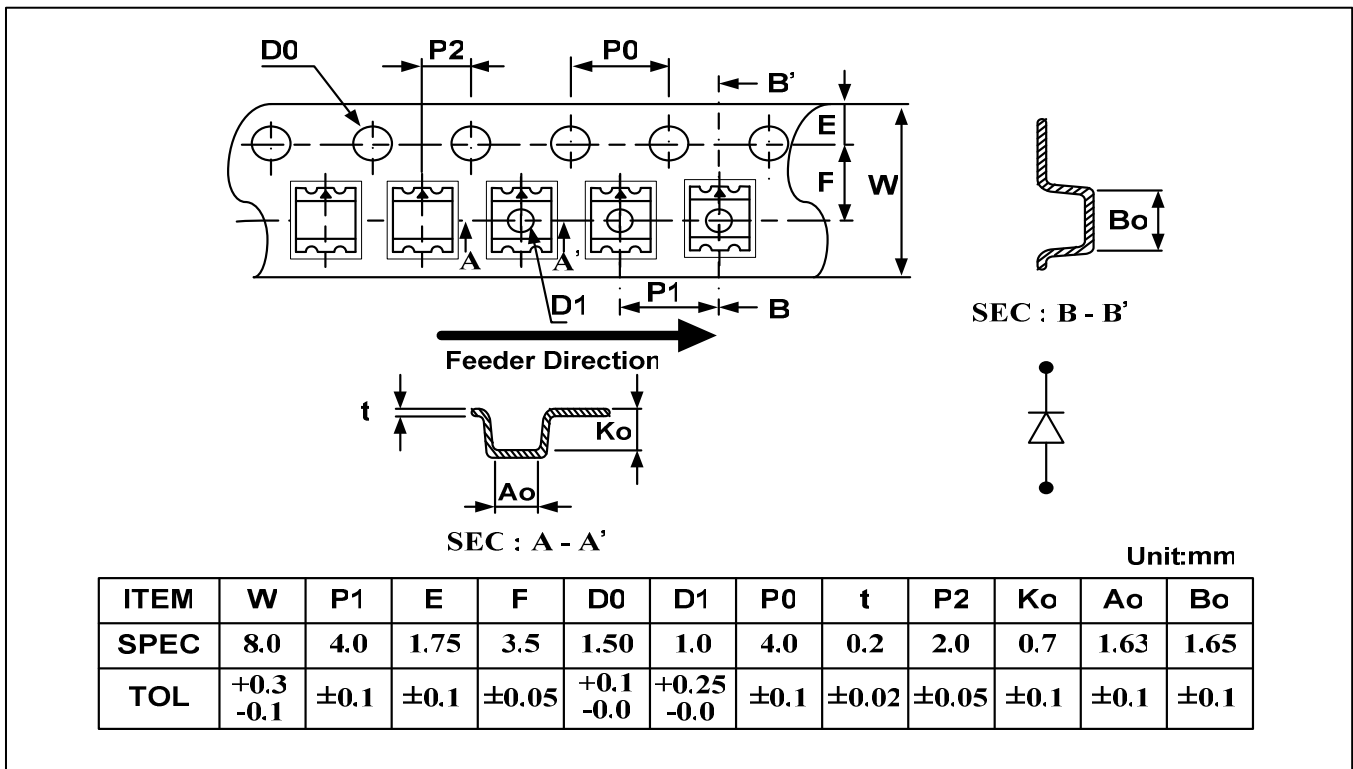 D0 P2 P0
B'
E
F W
Bo
A A'
D1 P1 B
SEC : B - B'
Feeder Direction
t
Ko
Ao
SEC : A - A'
Unit:mm
ITEM W P1 E F D0 D1 P0 t P2 Ko Ao Bo
SPEC 8.0 4.0 1.75 3.5 1.50 1.0 4.0 0.2 2.0 0.7 1.63 1.65
TOL +0.3 -0.1 ±0.1 ±0.1 ±0.05 +0.1 -0.0 +0.25 -0.0 ±0.1 ±0.02 ±0.05 ±0.1 ±0.1 ±0.1